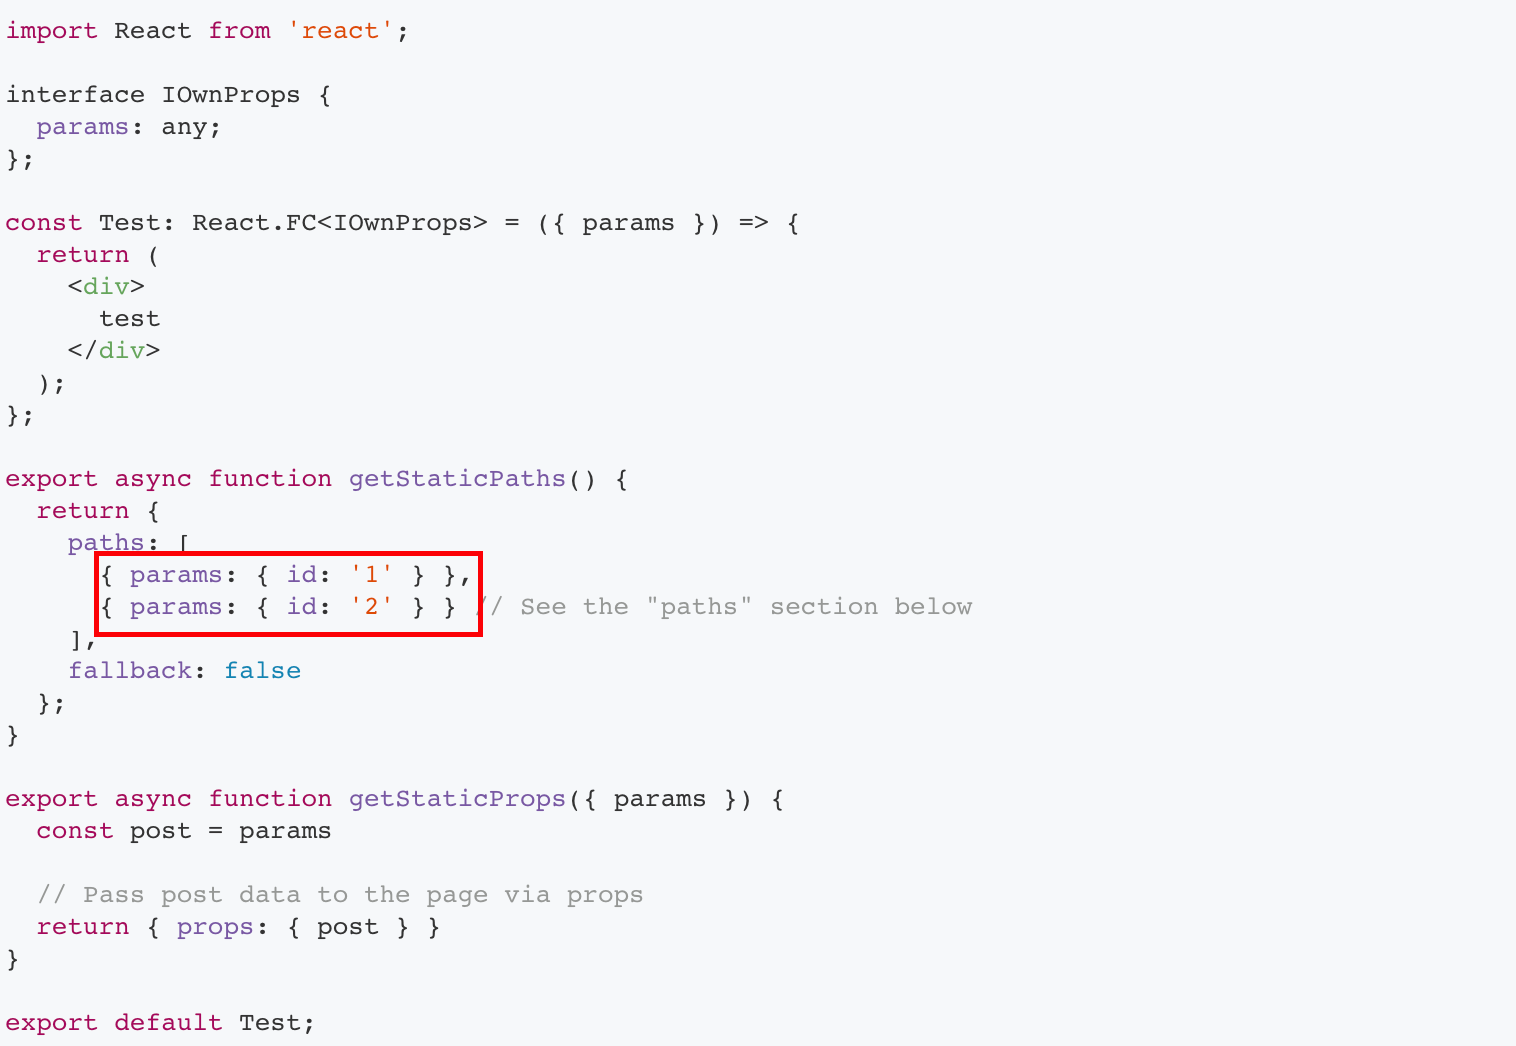 import React from 'react';
interface IOwnProps {
  params: any;
};
const Test: React.FC<IOwnProps> = ({ params }) => {
  return (
    <div>
      test
    </div>
  );
};
export async function getStaticPaths() {
  return {
    paths: [
      { params: { id: '1' } },
      { params: { id: '2' } } // See the "paths" section below
    ],
    fallback: false
  };
}
export async function getStaticProps({ params }) {
  const post = params
  // Pass post data to the page via props
  return { props: { post } }
}
export default Test;